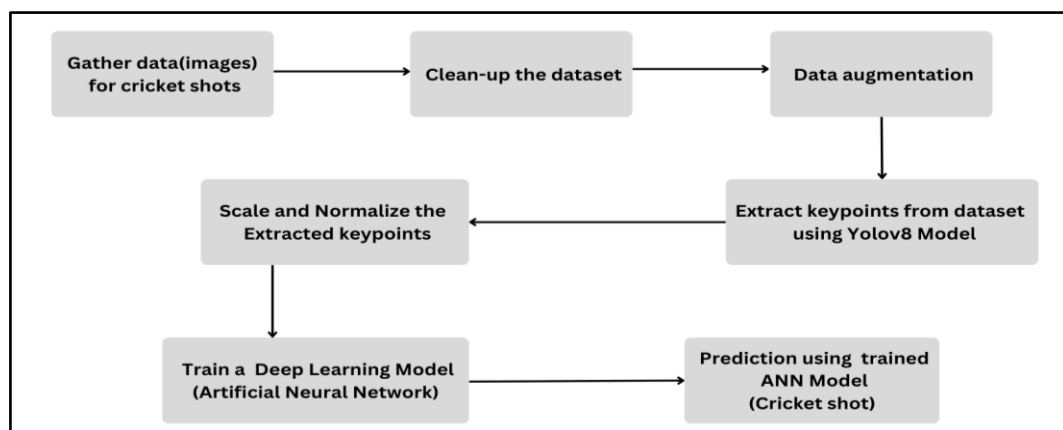 Gather data(images)
for cricket shots
Clean-up the dataset
Data augmentation
Extract keypoints from dataset
using Yolov8 Model
Scale and Normalize the
Extracted keypoints
Train a Deep Learning Model
(Artificial Neural Network)
Prediction using trained
ANN Model
(Cricket shot)